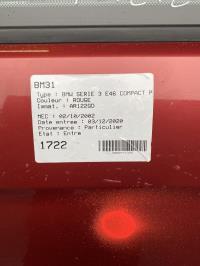 BM31
Type : BMW SERIE 3 E46 COMPACT P
Couleur : ROUGE
Immat. : AR122GD
MEC : 02/10/2002
Date entree : 03/12/2020
Provenance : Particulier
Etat : Entre
1722